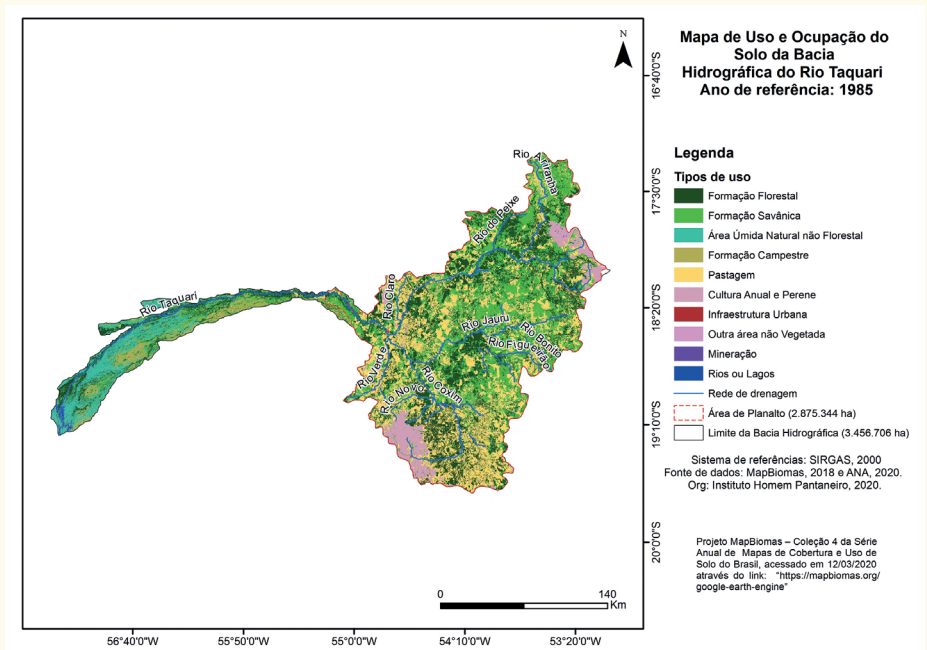 Mapa de Uso e Ocupação do
Solo da Bacia
Hidrográfica do Rio Taquari
Ano de referência: 1985
N
16°40'0"S
17°30'0"S
18°20'0"S
19°10'0"S
20°0'0"S
Rio Ariranha
Rio do Peixe
Rio Claro
Rio Taquari
Rio Jauru
Rio Bonito
Rio Figueirão
Rio Verde
Rio Novo
Rio Coxim
Legenda
Tipos de uso
Formação Florestal
Formação Savânica
Área Úmida Natural não Florestal
Formação Campestre
Pastagem
Cultura Anual e Perene
Infraestrutura Urbana
Outra área não Vegetada
Mineração
Rios ou Lagos
Rede de drenagem
Área de Planalto (2.875.344 ha)
Limite da Bacia Hidrográfica (3.456.706 ha)
Sistema de referências: SIRGAS, 2000
Fonte de dados: MapBiomas, 2018 e ANA, 2020.
Org: Instituto Homem Pantaneiro, 2020.
Projeto MapBiomas – Coleção 4 da Série
Anual de Mapas de Cobertura e Uso de
Solo do Brasil, acessado em 12/03/2020
através do link: "https://mapbiomas.org/
google-earth-engine"
0 140
Km
56°40'0"W 55°50'0"W 55°0'0"W 54°10'0"W 53°20'0"W